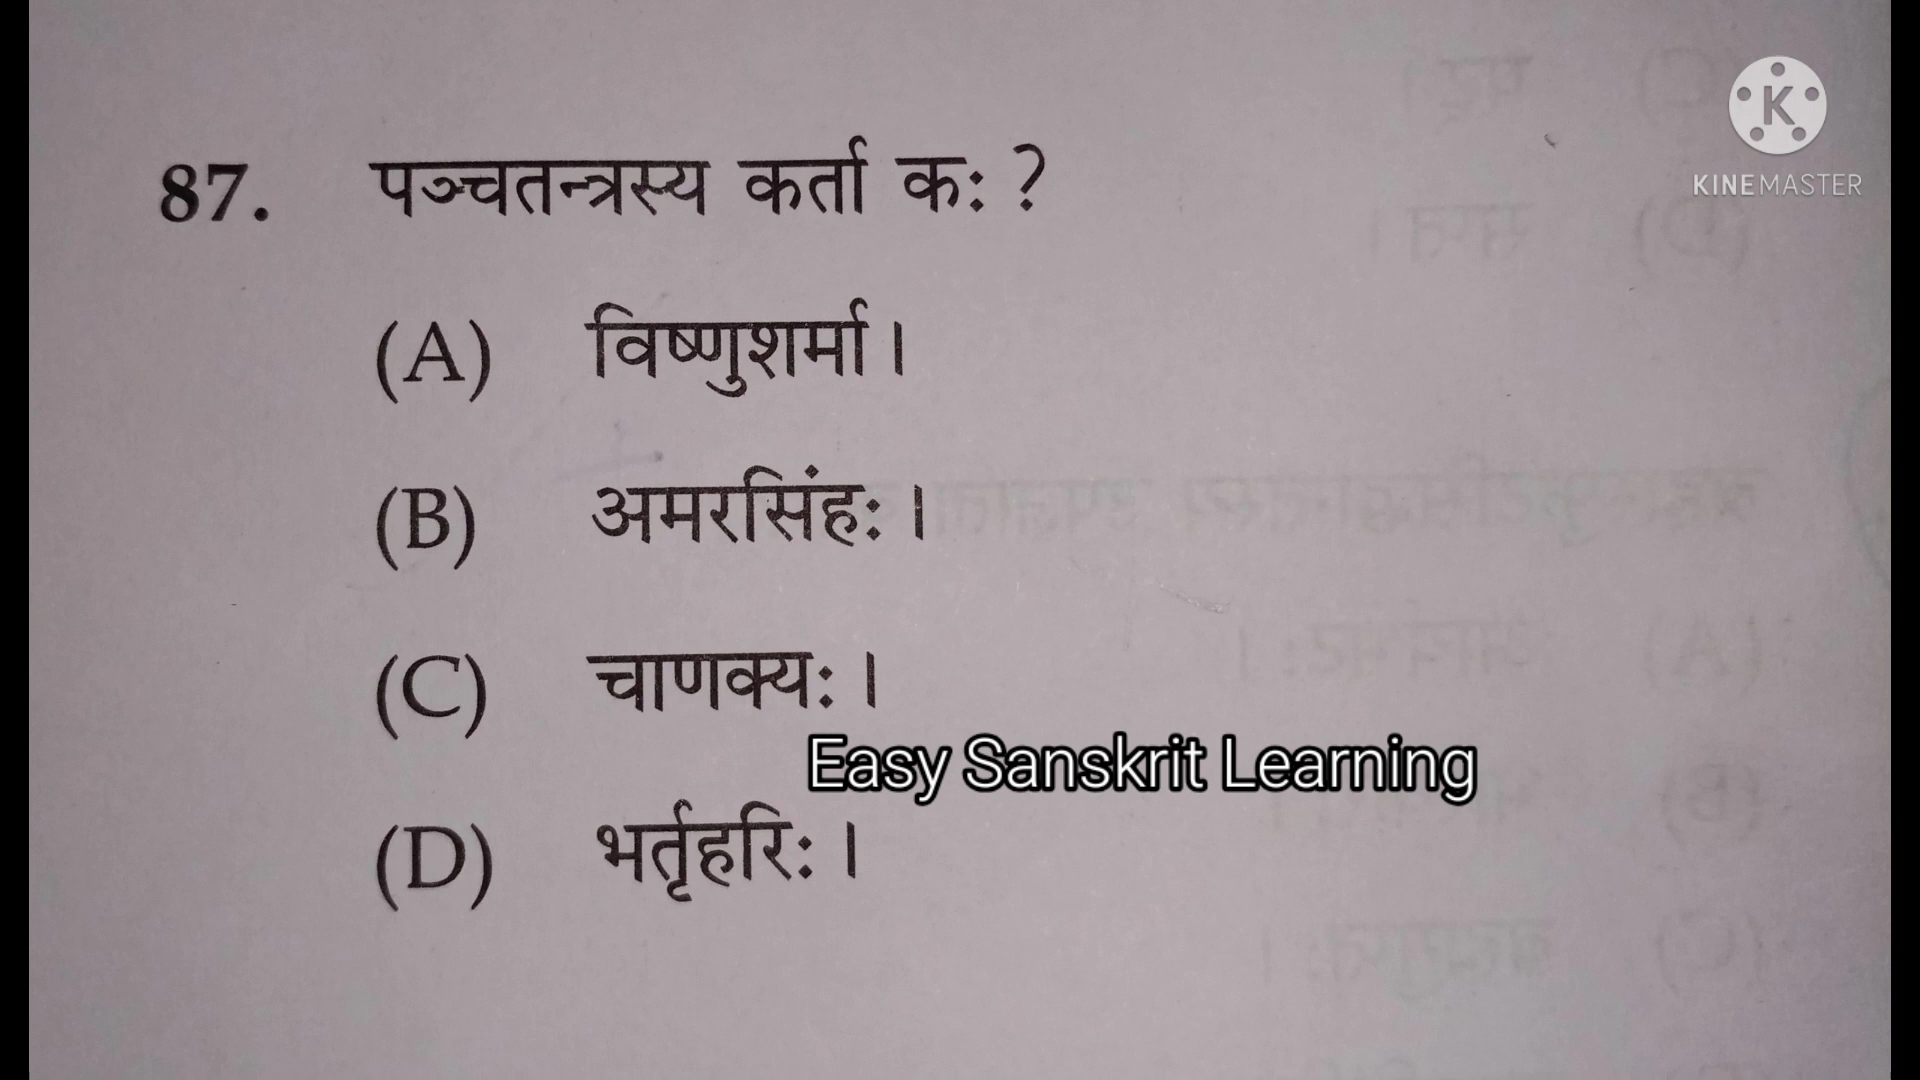 KINEMASTER
87. पञ्चतन्त्रस्य कर्ता कः ?
(A) विष्णुशर्मा।
(B) अमरसिंहः।
(C) चाणक्यः।
Easy Sanskrit Learning
(D) भर्तृहरिः।